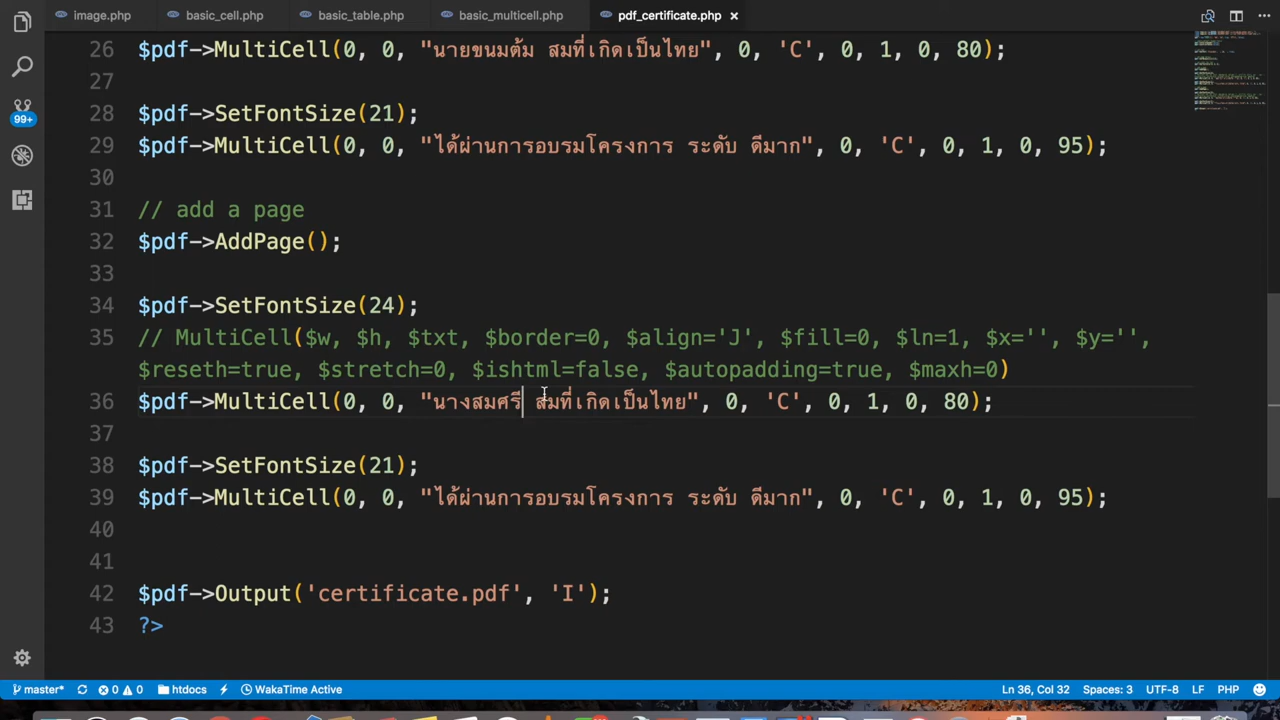 image.php basic_cell.php basic_table.php basic_multicell.php pdf_certificate.php ×
26 $pdf->MultiCell(0, 0, "นายขนมต้ม สมที่เกิดเป็นไทย", 0, 'C', 0, 1, 0, 80);
27
28 $pdf->SetFontSize(21);
29 $pdf->MultiCell(0, 0, "ได้ผ่านการอบรมโครงการ ระดับ ดีมาก", 0, 'C', 0, 1, 0, 95);
30
31 // add a page
32 $pdf->AddPage();
33
34 $pdf->SetFontSize(24);
35 // MultiCell($w, $h, $txt, $border=0, $align='J', $fill=0, $ln=1, $x='', $y='',
$reseth=true, $stretch=0, $ishtml=false, $autopadding=true, $maxh=0)
36 $pdf->MultiCell(0, 0, "นางสมศรี สมที่เกิดเป็นไทย", 0, 'C', 0, 1, 0, 80);
37
38 $pdf->SetFontSize(21);
39 $pdf->MultiCell(0, 0, "ได้ผ่านการอบรมโครงการ ระดับ ดีมาก", 0, 'C', 0, 1, 0, 95);
40
41
42 $pdf->Output('certificate.pdf', 'I');
43 ?>
99+
master* 0 0 htdocs WakaTime Active Ln 36, Col 32 Spaces: 3 UTF-8 LF PHP